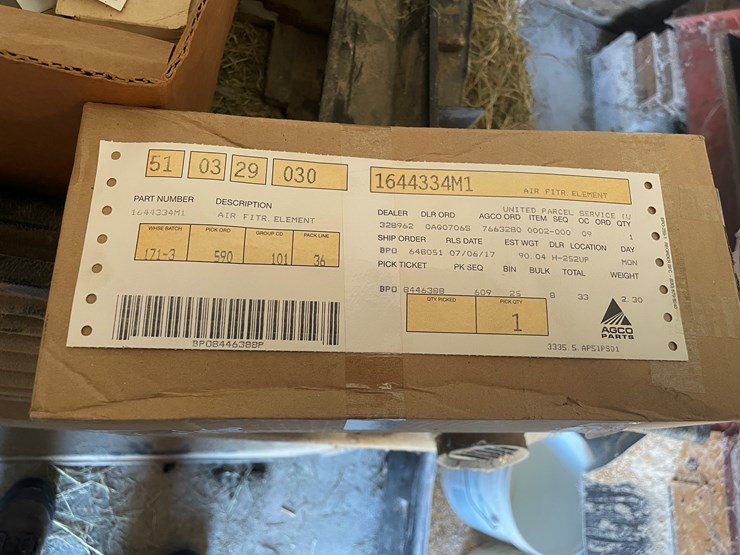 51 03 29 030
1644334M1
AIR FITR. ELEMENT
PART NUMBER DESCRIPTION
1644334M1 AIR FITR. ELEMENT
WHSE BATCH PICK ORD GROUP CD PACK LINE
171-3 590 101 36
BP08446388P
UNITED PARCEL SERVICE (U
DEALER DLR ORD AGCO ORD ITEM SEQ OC ORD QTY
328962 0AG0706S 7663280 0002-000 09 1
SHIP ORDER RLS DATE EST WGT DLR LOCATION DAY
BPO 648051 07/06/17 90 04 H-252UP MON
PICK TICKET PK SEQ BIN BULK TOTAL WEIGHT
BPO 8446388 609 25 8 33 2.30
QTY PICKED PICK QTY
1
AGCO
PARTS
3335.5.AP51PS01